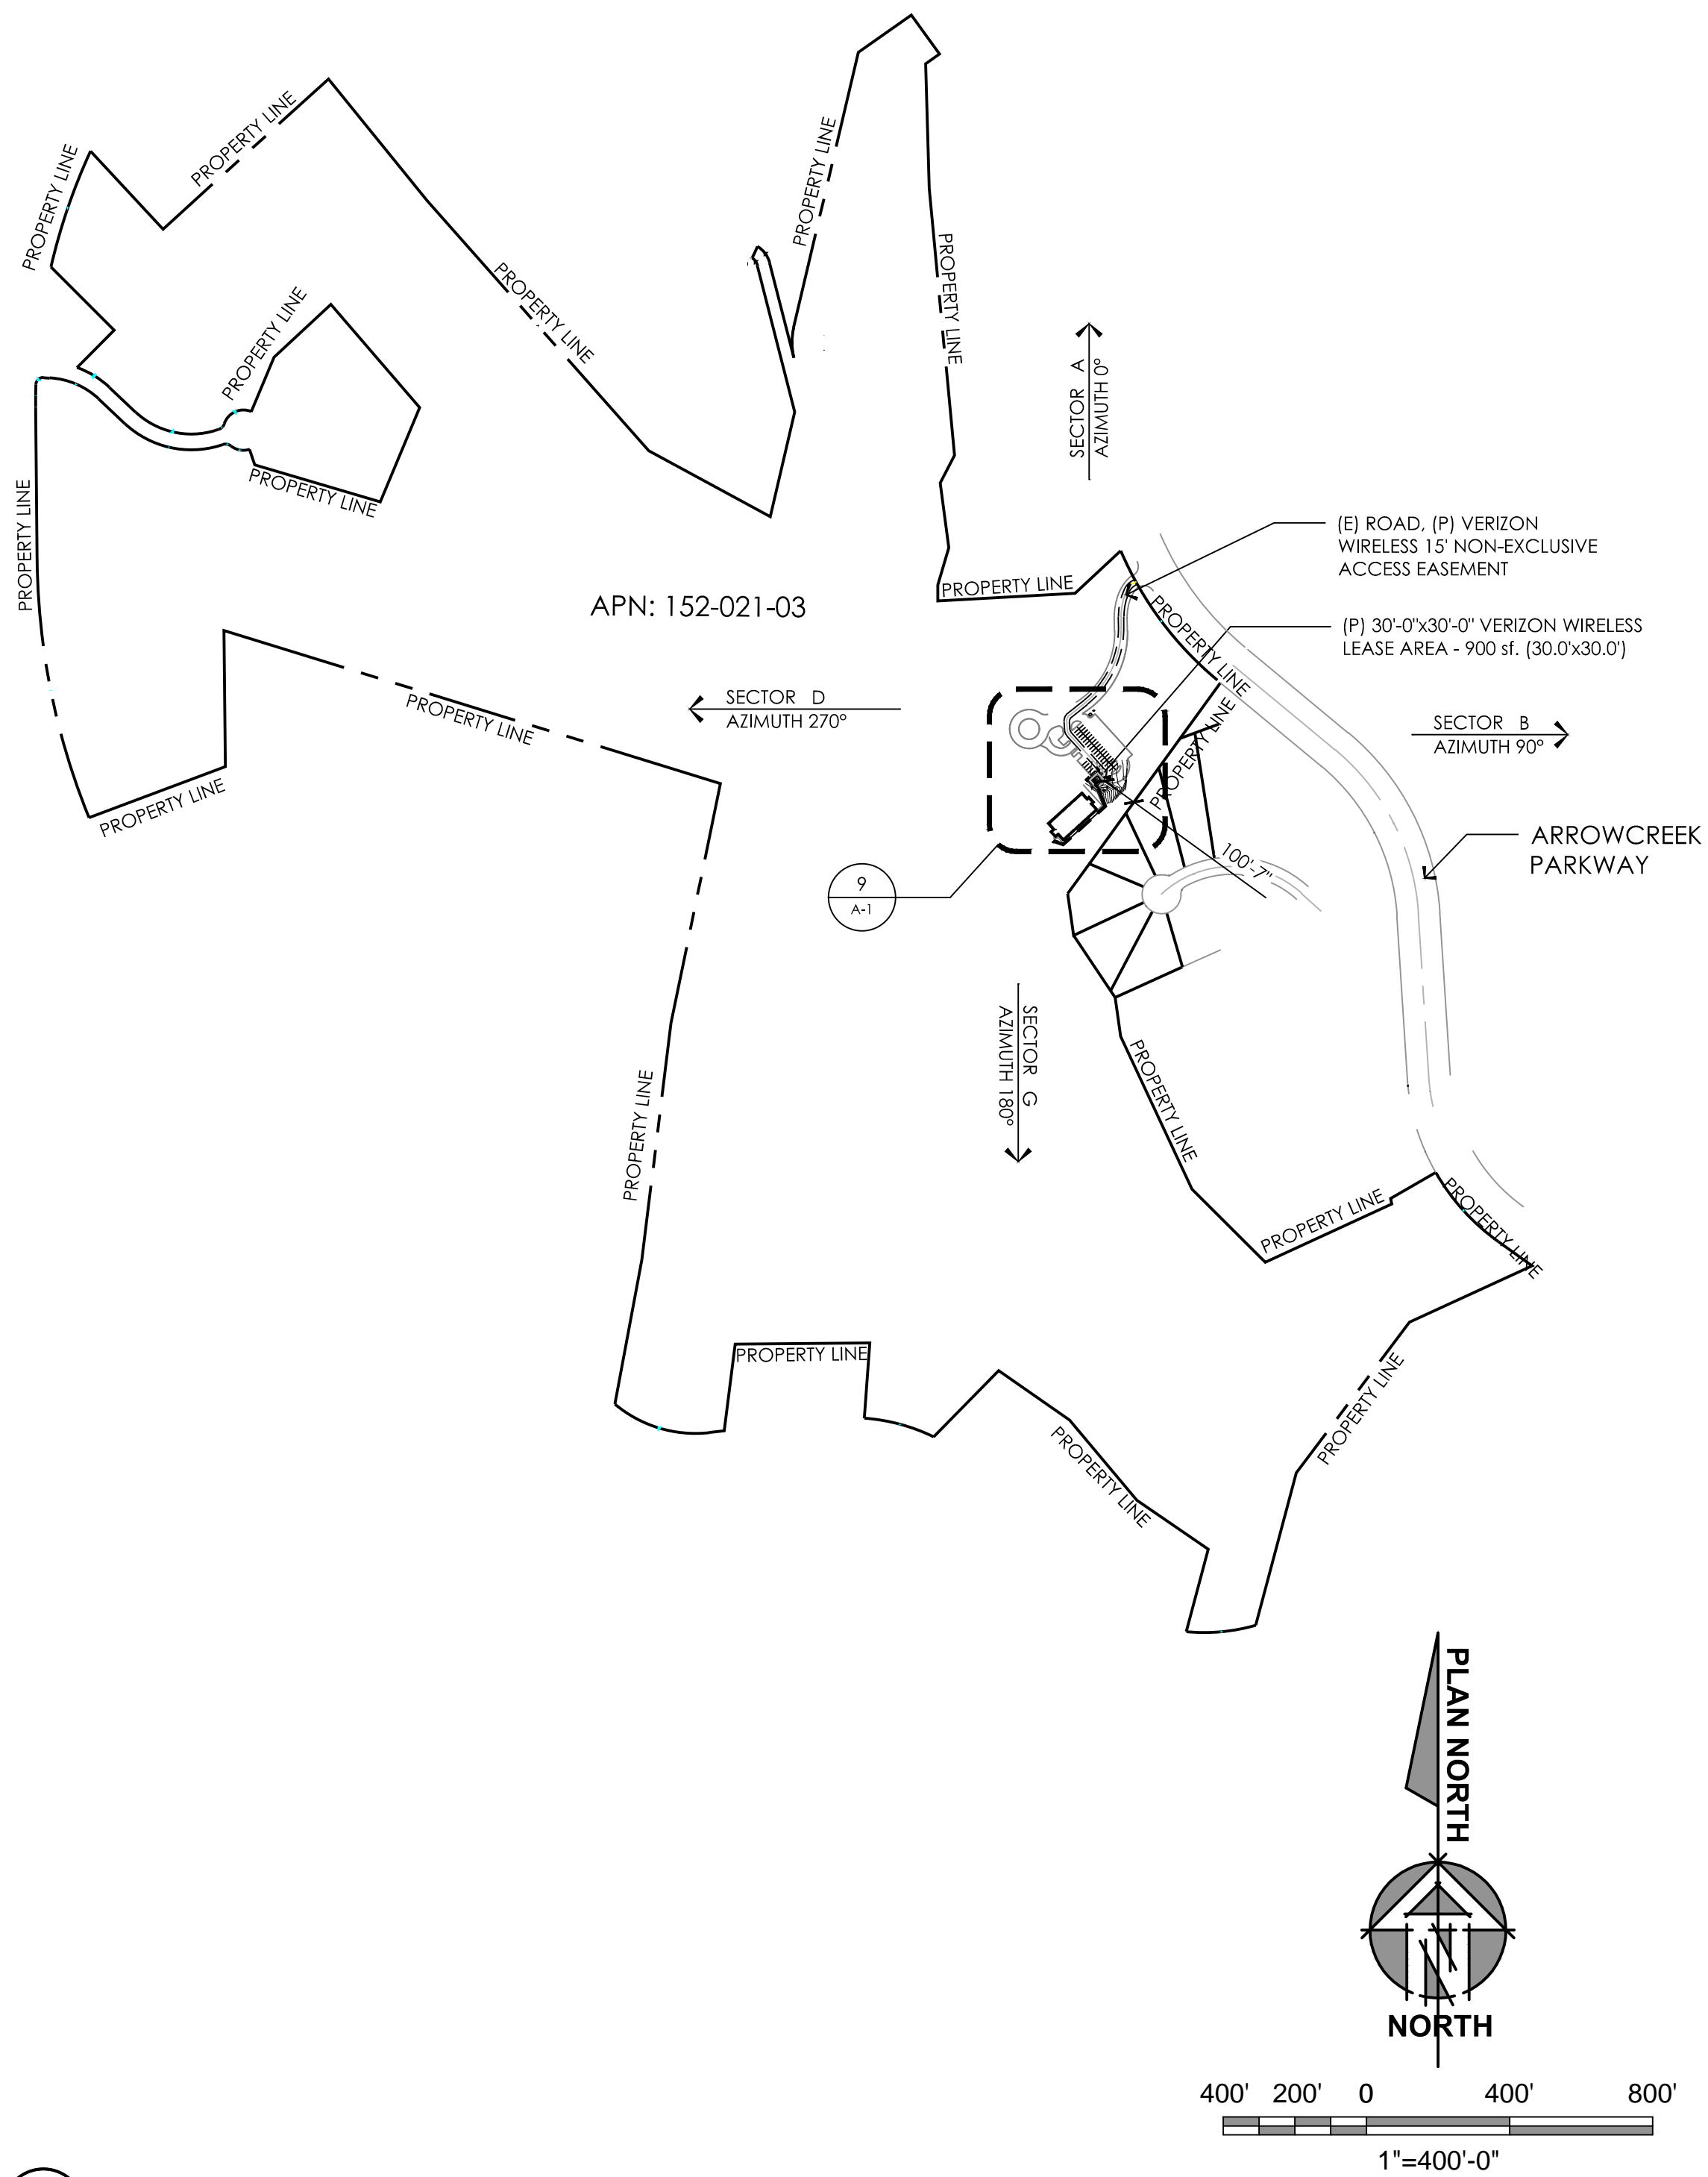 PROPERTY LINE
PROPERTY LINE
PROPERTY LINE
PROPERTY LINE
PROPERTY LINE
PROPERTY LINE
PROPERTY LINE
PROPERTY LINE
PROPERTY LINE
SECTOR A
AZIMUTH 0°
(E) ROAD, (P) VERIZON
WIRELESS 15' NON-EXCLUSIVE
ACCESS EASEMENT
PROPERTY LINE
APN: 152-021-03
PROPERTY LINE
(P) 30'-0"x30'-0" VERIZON WIRELESS
LEASE AREA - 900 sf. (30.0'x30.0')
SECTOR D
AZIMUTH 270°
PROPERTY LINE
PROPERTY LINE
SECTOR B
AZIMUTH 90°
PROPERTY LINE
ARROWCREEK
PARKWAY
100'-7"
9
A-1
SECTOR G
AZIMUTH 180°
PROPERTY LINE
PROPERTY LINE
PROPERTY LINE
PROPERTY LINE
PROPERTY LINE
PROPERTY LINE
PROPERTY LINE
PLAN NORTH
N
NORTH
400' 200' 0 400' 800'
1"=400'-0"